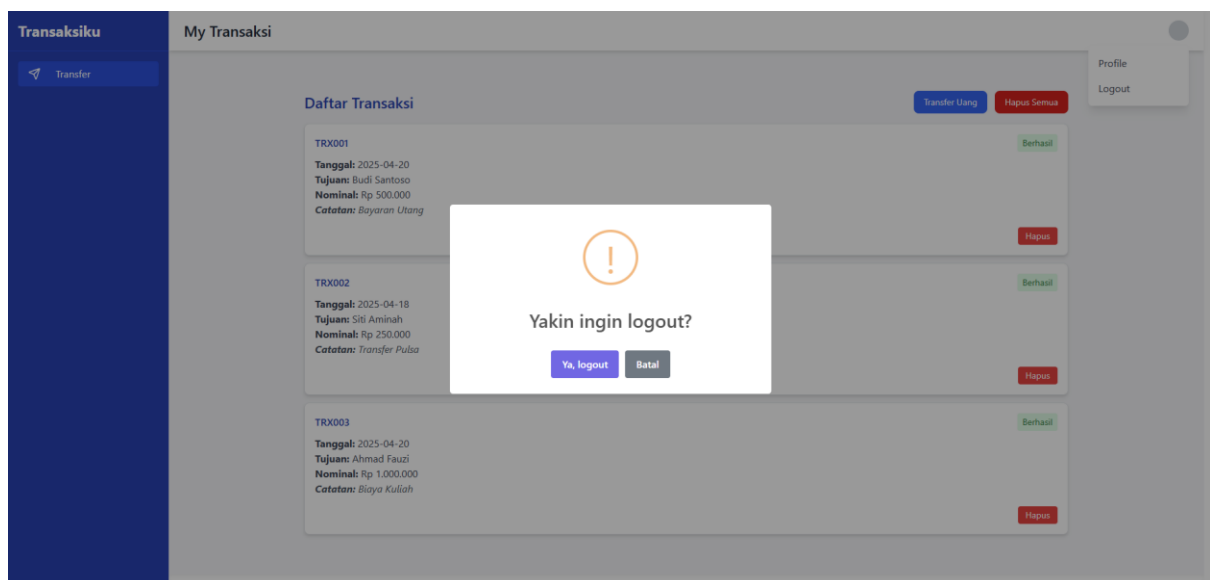 Transaksiku
My Transaksi
Transfer
Profile
Logout
Daftar Transaksi
Transfer Uang
Hapus Semua
TRX001
Berhasil
Tanggal: 2025-04-20
Tujuan: Budi Santoso
Nominal: Rp 500.000
Catatan: Bayaran Utang
Hapus
TRX002
Berhasil
Tanggal: 2025-04-18
Tujuan: Siti Aminah
Nominal: Rp 250.000
Catatan: Transfer Pulsa
Hapus
!
Yakin ingin logout?
Ya, logout
Batal
TRX003
Berhasil
Tanggal: 2025-04-20
Tujuan: Ahmad Fauzi
Nominal: Rp 1.000.000
Catatan: Biaya Kuliah
Hapus